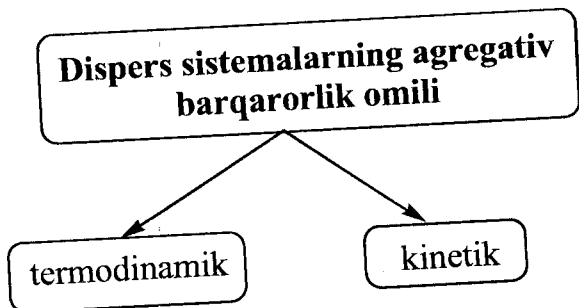 Dispers sistemalarning agregativ
barqarorlik omili
termodinamik
kinetik